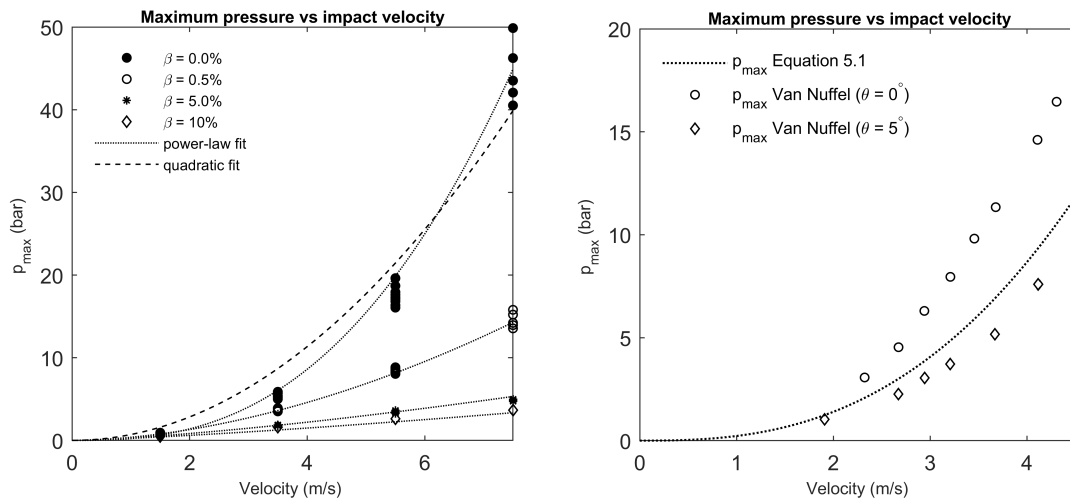 Maximum pressure vs impact velocity
50
40
30
20
10
0
p_max (bar)
β = 0.0%
β = 0.5%
β = 5.0%
β = 10%
power-law fit
quadratic fit
0 2 4 6
Velocity (m/s)
Maximum pressure vs impact velocity
20
15
10
5
0
p_max (bar)
p_max Equation 5.1
p_max Van Nuffel (θ = 0°)
p_max Van Nuffel (θ = 5°)
0 1 2 3 4
Velocity (m/s)